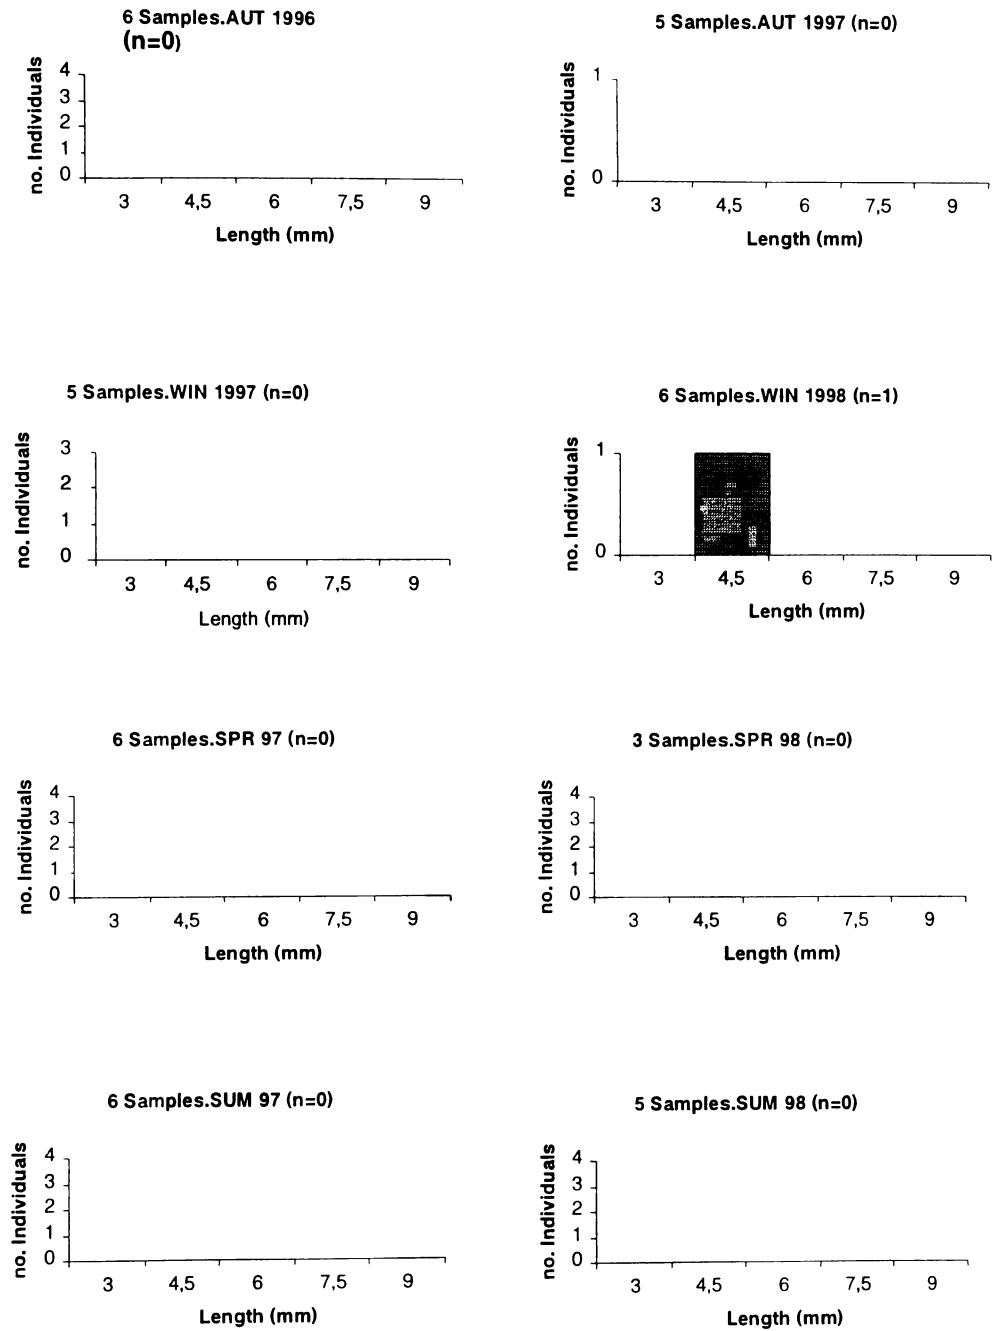 6 Samples.AUT 1996
(n=0)
no. Individuals
4
3
2
1
0
3 4,5 6 7,5 9
Length (mm)
5 Samples.AUT 1997 (n=0)
no. Individuals
1
0
3 4,5 6 7,5 9
Length (mm)
5 Samples.WIN 1997 (n=0)
no. Individuals
3
2
1
0
3 4,5 6 7,5 9
Length (mm)
6 Samples.WIN 1998 (n=1)
no. Individuals
1
0
3 4,5 6 7,5 9
Length (mm)
6 Samples.SPR 97 (n=0)
no. Individuals
4
3
2
1
0
3 4,5 6 7,5 9
Length (mm)
3 Samples.SPR 98 (n=0)
no. Individuals
4
3
2
1
0
3 4,5 6 7,5 9
Length (mm)
6 Samples.SUM 97 (n=0)
no. Individuals
4
3
2
1
0
3 4,5 6 7,5 9
Length (mm)
5 Samples.SUM 98 (n=0)
no. Individuals
4
3
2
1
0
3 4,5 6 7,5 9
Length (mm)